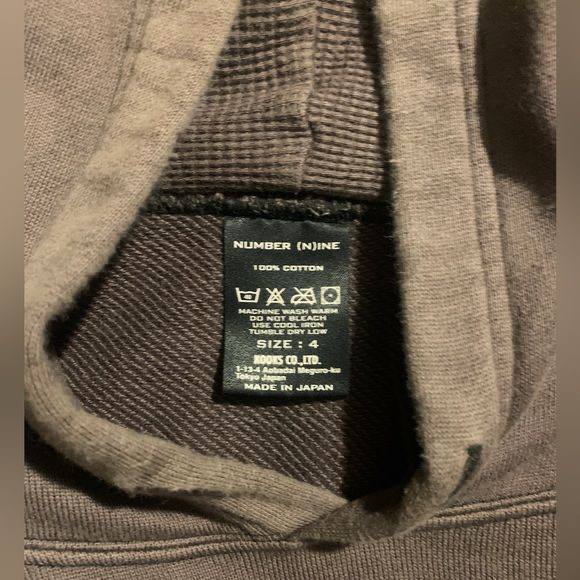 NUMBER (N)INE
100% COTTON
MACHINE WASH WARM
DO NOT BLEACH
USE COOL IRON
TUMBLE DRY LOW
SIZE : 4
KOOKS CO.,LTD.
1-13-4 Aobadai Meguro-ku
Tokyo Japan
MADE IN JAPAN